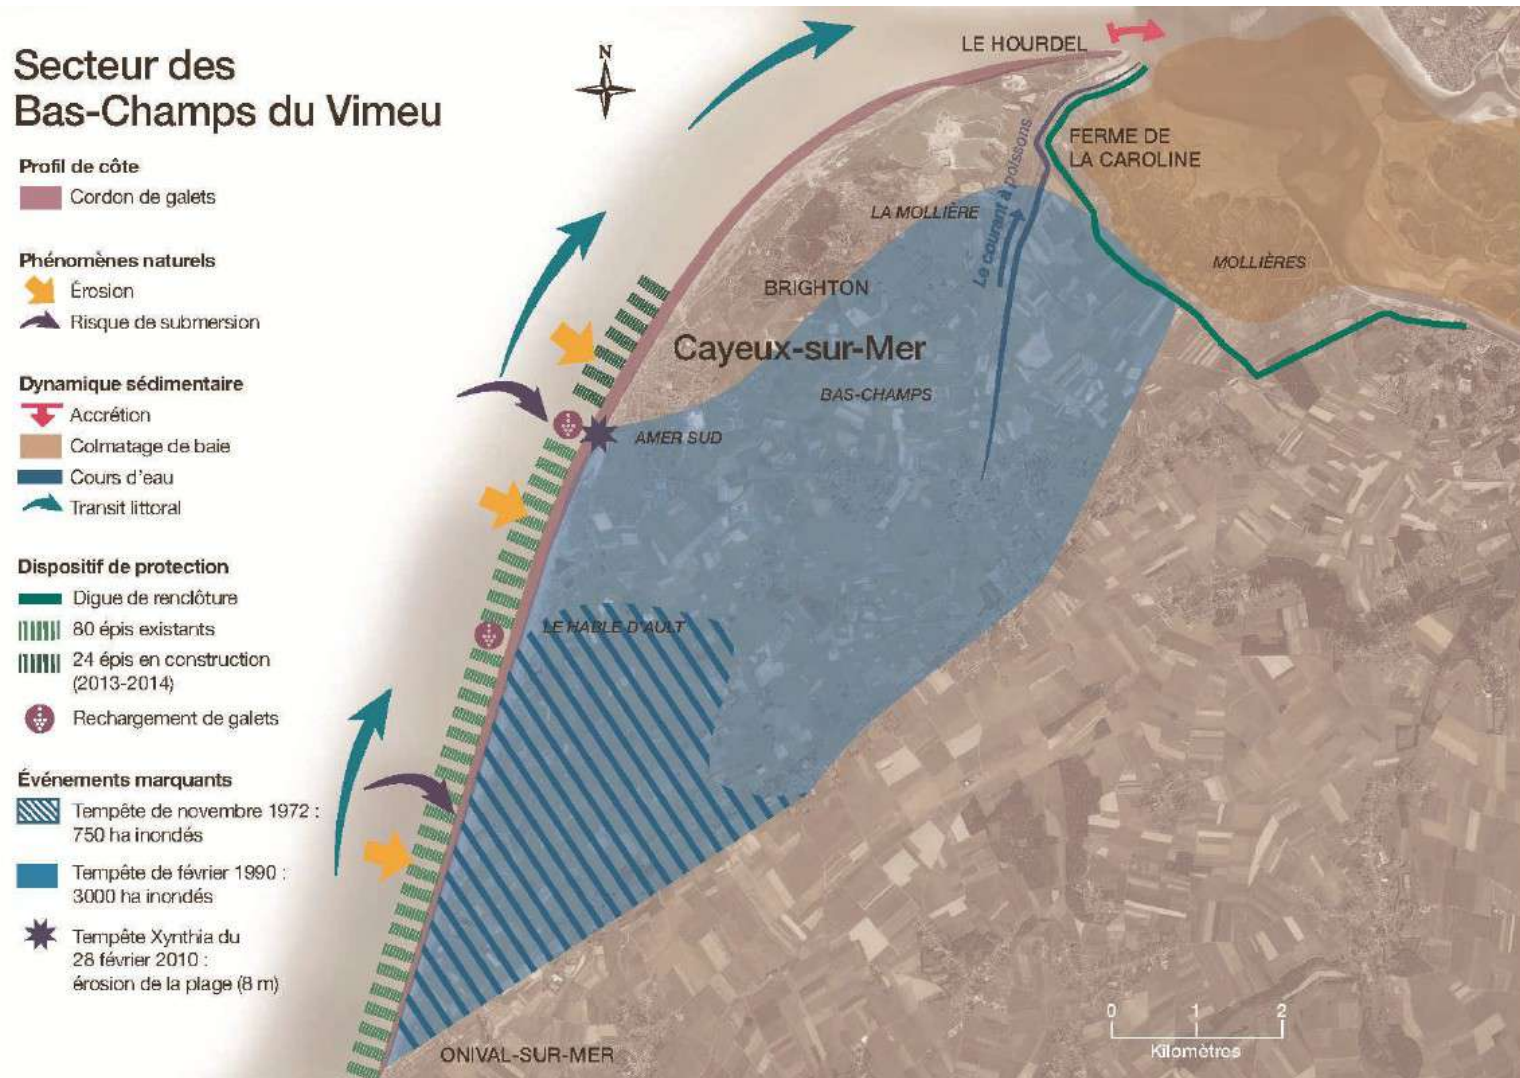 Secteur des
Bas-Champs du Vimeu
Profil de côte
Cordon de galets
Phénomènes naturels
Érosion
Risque de submersion
Dynamique sédimentaire
Accrétion
Colmatage de baie
Cours d'eau
Transit littoral
Dispositif de protection
Digue de renclôture
80 épis existants
24 épis en construction
(2013-2014)
Rechargement de galets
Événements marquants
Tempête de novembre 1972 :
750 ha inondés
Tempête de février 1990 :
3000 ha inondés
Tempête Xynthia du
28 février 2010 :
érosion de la plage (8 m)
N
LE HOURDEL
FERME DE
LA CAROLINE
LA MOLLIÈRE
Le courant à poissons
MOLLIÈRES
BRIGHTON
Cayeux-sur-Mer
BAS-CHAMPS
AMER SUD
LE HABLE D'AULT
ONIVAL-SUR-MER
0 1 2
Kilomètres